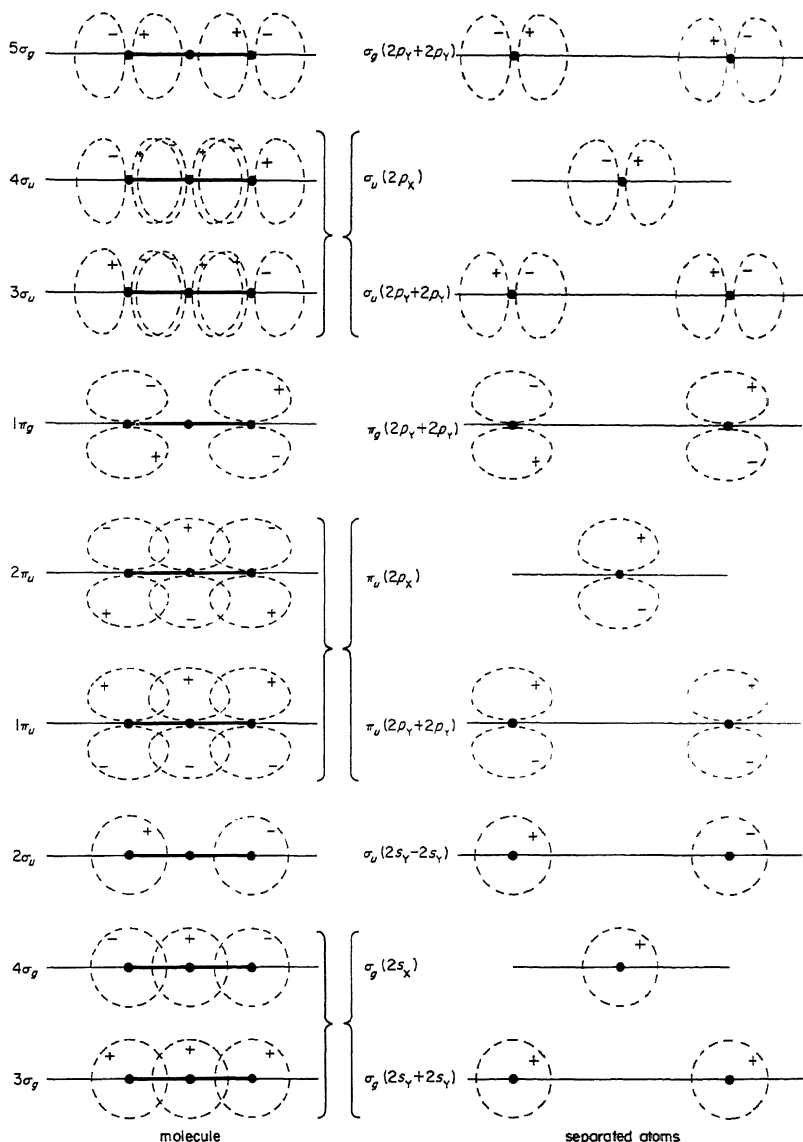 5σg σg(2pY+2pY)
4σu σu(2pX)
3σu σu(2pY+2pY)
1πg πg(2pY+2pY)
2πu πu(2pX)
1πu πu(2pY+2pY)
2σu σu(2sY−2sY)
4σg σg(2sX)
3σg σg(2sY+2sY)
molecule separated atoms